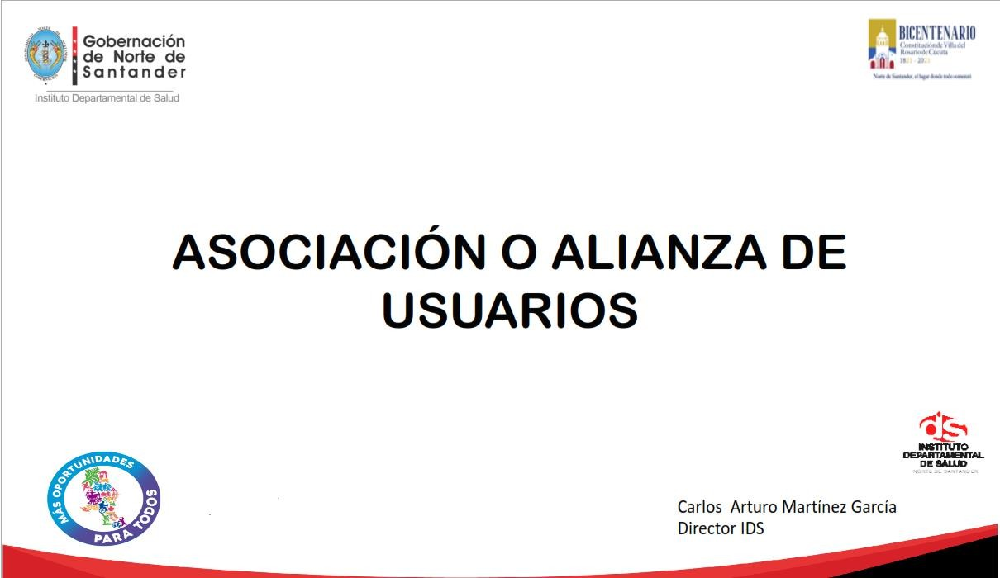 Gobernación
de Norte de
Santander
Instituto Departamental de Salud
BICENTENARIO
Constitución de Villa del
Rosario de Cúcuta
1821 - 2021
Norte de Santander, el lugar donde todo comenzó
ASOCIACIÓN O ALIANZA DE
USUARIOS
ds
INSTITUTO
DEPARTAMENTAL
DE SALUD
NORTE DE SANTANDER
MÁS OPORTUNIDADES
PARA TODOS
Carlos Arturo Martínez García
Director IDS